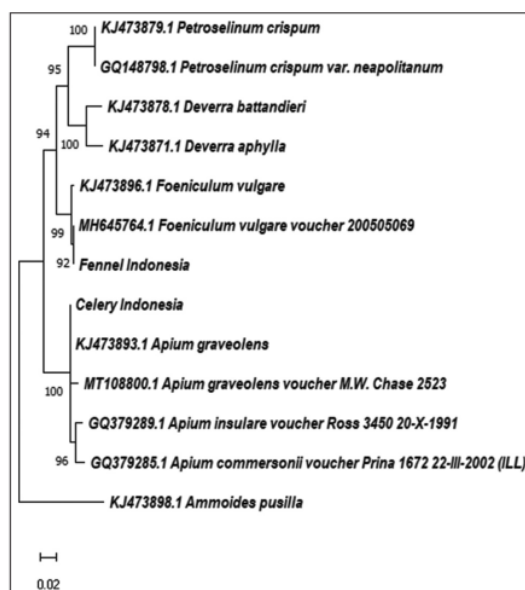 100
KJ473879.1 Petroselinum crispum
95
GQ148798.1 Petroselinum crispum var. neapolitanum
KJ473878.1 Deverra battandieri
94
100
KJ473871.1 Deverra aphylla
KJ473896.1 Foeniculum vulgare
99
MH645764.1 Foeniculum vulgare voucher 200505069
92
Fennel Indonesia
Celery Indonesia
KJ473893.1 Apium graveolens
100
MT108800.1 Apium graveolens voucher M.W. Chase 2523
GQ379289.1 Apium insulare voucher Ross 3450 20-X-1991
96
GQ379285.1 Apium commersonii voucher Prina 1672 22-III-2002 (ILL)
KJ473898.1 Ammoides pusilla
0.02